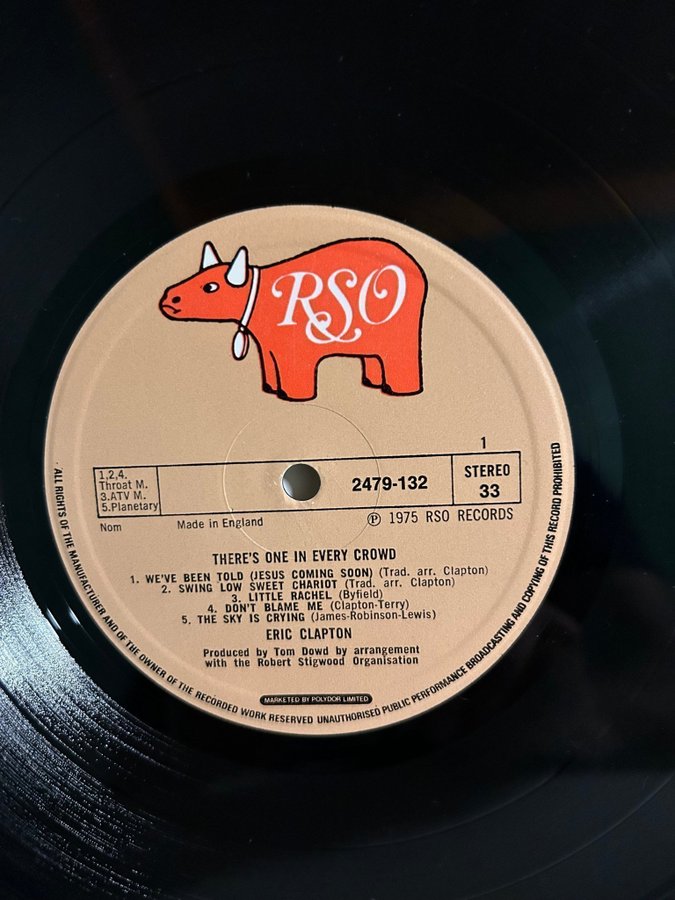 RSO
1
1,2,4.
Throat M.
3.ATV M.
5.Planetary
2479-132
STEREO
33
Nom
Made in England
℗ 1975 RSO RECORDS
THERE'S ONE IN EVERY CROWD
1. WE'VE BEEN TOLD (JESUS COMING SOON) (Trad. arr. Clapton)
2. SWING LOW SWEET CHARIOT (Trad. arr. Clapton)
3. LITTLE RACHEL (Byfield)
4. DON'T BLAME ME (Clapton-Terry)
5. THE SKY IS CRYING (James-Robinson-Lewis)
ERIC CLAPTON
Produced by Tom Dowd by arrangement
with the Robert Stigwood Organisation
MARKETED BY POLYDOR LIMITED
· ALL RIGHTS OF THE MANUFACTURER AND OF THE OWNER OF THE RECORDED WORK RESERVED UNAUTHORISED PUBLIC PERFORMANCE BROADCASTING AND COPYING OF THIS RECORD PROHIBITED